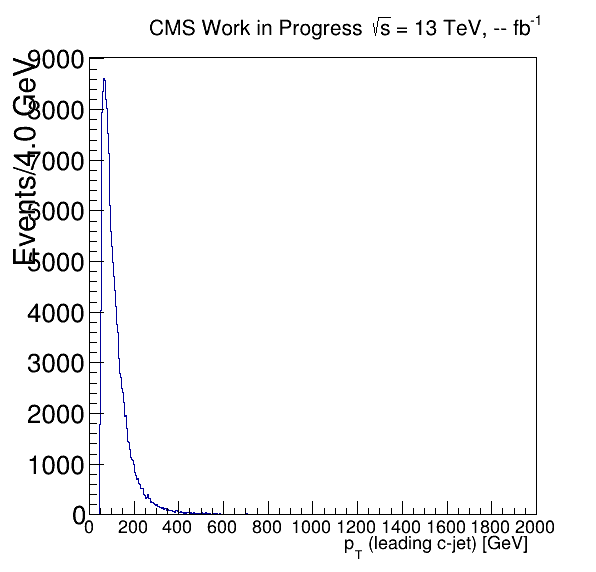 CMS Work in Progress √s = 13 TeV, -- fb⁻¹
Events/4.0 GeV
9000
8000
7000
6000
5000
4000
3000
2000
1000
0
0 200 400 600 800 1000 1200 1400 1600 1800 2000
p_T (leading c-jet) [GeV]